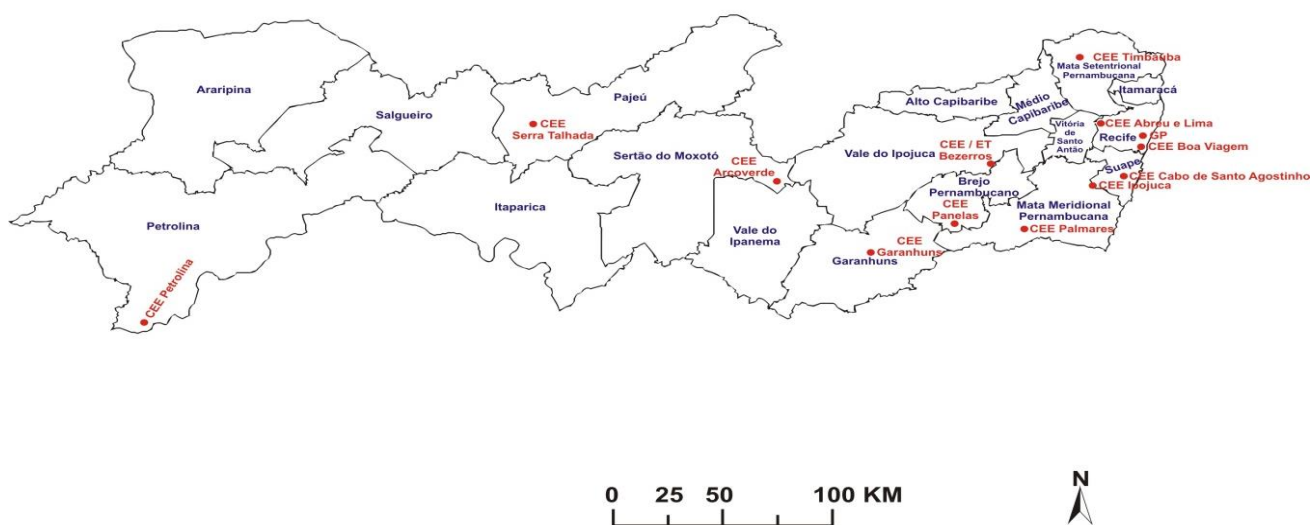 CEE Timbaúba
Mata Setentrional
Pernambucana
Araripina
Itamaracá
Pajeú
Alto Capibaribe
Médio
Capibaribe
Salgueiro
CEE
Serra Talhada
CEE Abreu e Lima
Vitória
de
Santo
Antão
Recife
GP
CEE Boa Viagem
Vale do Ipojuca
CEE / ET
Bezerros
Sertão do Moxotó
CEE
Arcoverde
Suape
CEE Cabo de Santo Agostinho
CEE Ipojuca
Brejo
Pernambucano
CEE
Panelas
Mata Meridional
Pernambucana
CEE Palmares
Itaparica
Petrolina
Vale do
Ipanema
CEE
Garanhuns
Garanhuns
CEE Petrolina
0 25 50 100 KM
N